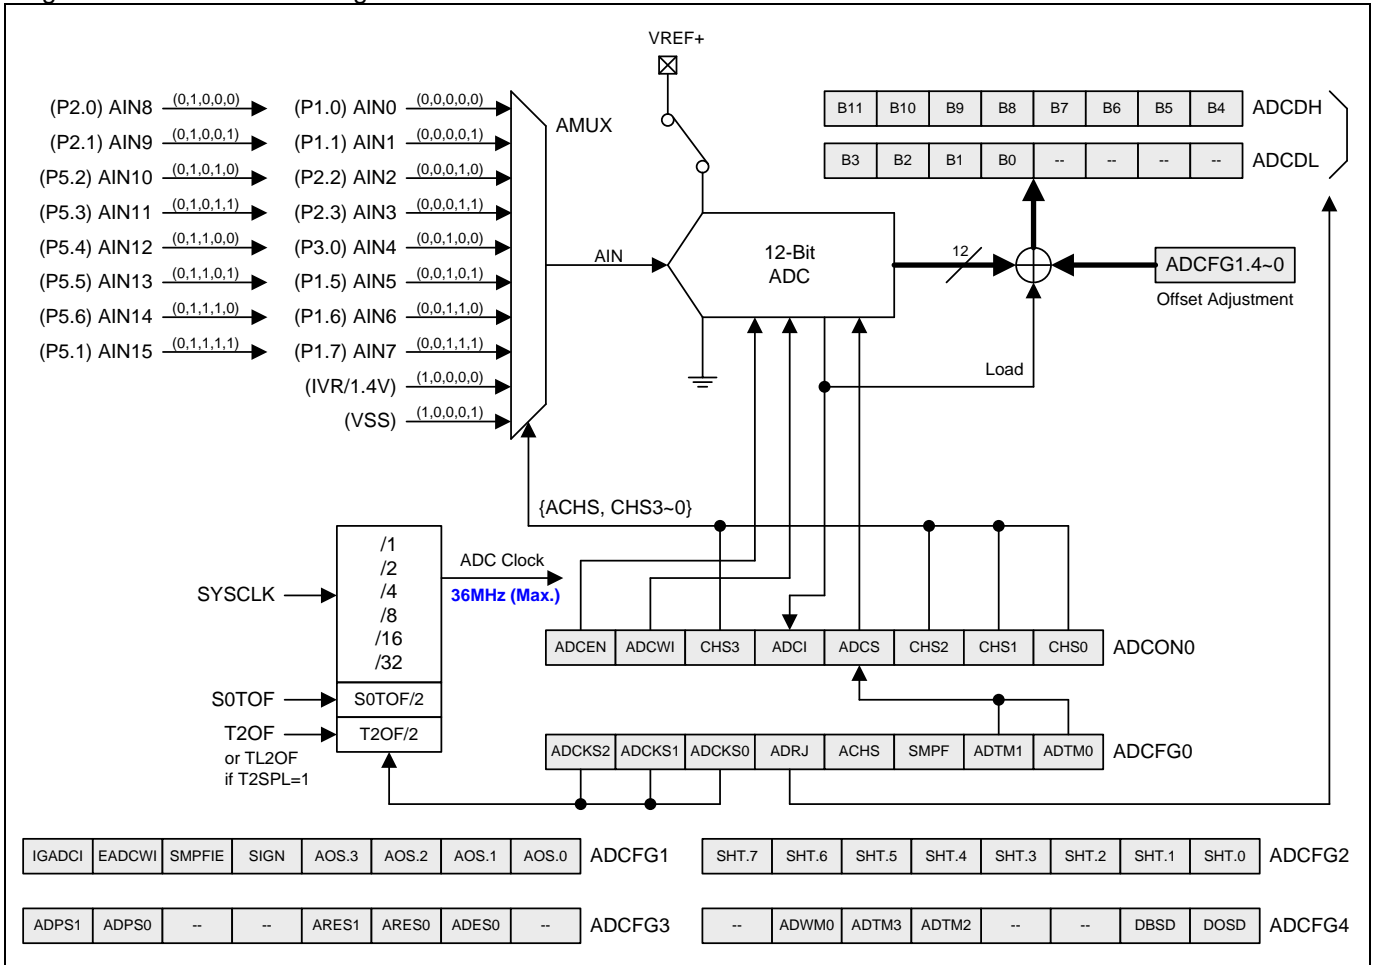 VREF+
(P2.0) AIN8 (0,1,0,0,0) (P1.0) AIN0 (0,0,0,0,0)
AMUX
B11 B10 B9 B8 B7 B6 B5 B4 ADCDH
(P2.1) AIN9 (0,1,0,0,1) (P1.1) AIN1 (0,0,0,0,1)
B3 B2 B1 B0 -- -- -- -- ADCDL
(P5.2) AIN10 (0,1,0,1,0) (P2.2) AIN2 (0,0,0,1,0)
(P5.3) AIN11 (0,1,0,1,1) (P2.3) AIN3 (0,0,0,1,1)
(P5.4) AIN12 (0,1,1,0,0) (P3.0) AIN4 (0,0,1,0,0)
AIN
12-Bit
ADC
12
ADCFG1.4~0
Offset Adjustment
(P5.5) AIN13 (0,1,1,0,1) (P1.5) AIN5 (0,0,1,0,1)
(P5.6) AIN14 (0,1,1,1,0) (P1.6) AIN6 (0,0,1,1,0)
(P5.1) AIN15 (0,1,1,1,1) (P1.7) AIN7 (0,0,1,1,1)
Load
(IVR/1.4V) (1,0,0,0,0)
(VSS) (1,0,0,0,1)
{ACHS, CHS3~0}
/1
/2
/4
/8
/16
/32
ADC Clock
36MHz (Max.)
SYSCLK
ADCEN ADCWI CHS3 ADCI ADCS CHS2 CHS1 CHS0 ADCON0
S0TOF S0TOF/2
T2OF T2OF/2
or TL2OF
if T2SPL=1
ADCKS2 ADCKS1 ADCKS0 ADRJ ACHS SMPF ADTM1 ADTM0 ADCFG0
IGADCI EADCWI SMPFIE SIGN AOS.3 AOS.2 AOS.1 AOS.0 ADCFG1
SHT.7 SHT.6 SHT.5 SHT.4 SHT.3 SHT.2 SHT.1 SHT.0 ADCFG2
ADPS1 ADPS0 -- -- ARES1 ARES0 ADES0 -- ADCFG3
-- ADWM0 ADTM3 ADTM2 -- -- DBSD DOSD ADCFG4